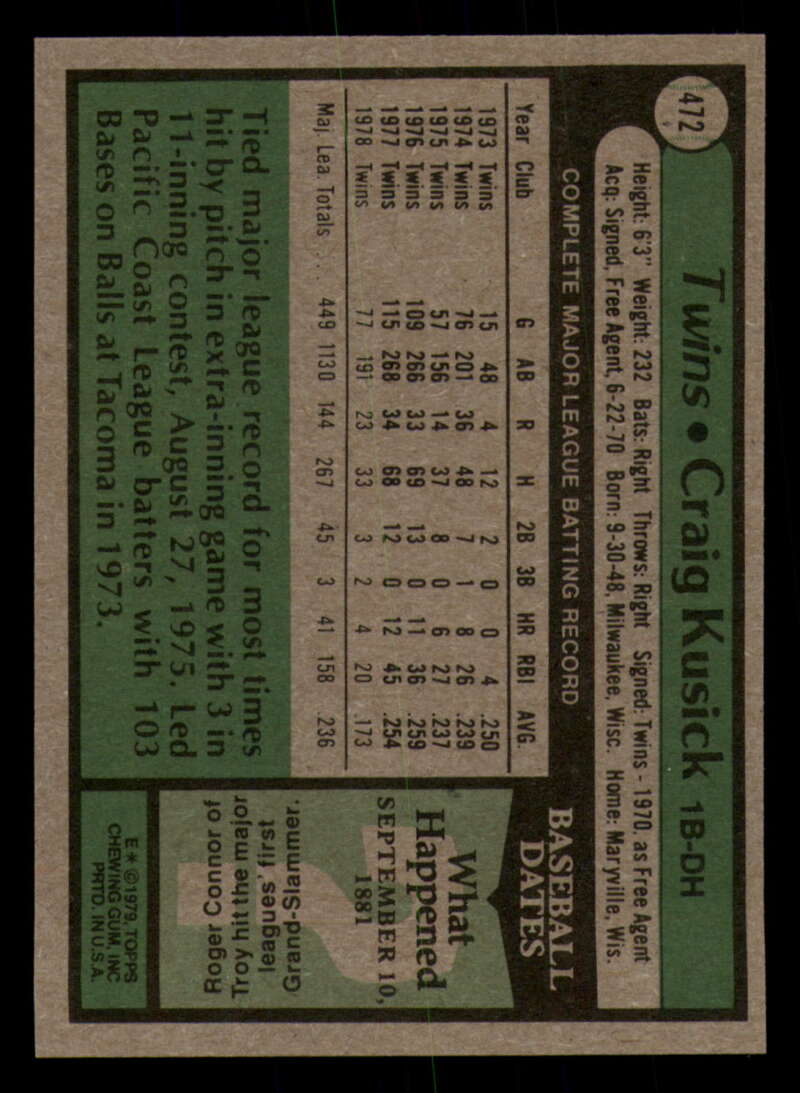 472
Twins • Craig Kusick 1B-DH
Height: 6'3" Weight: 232 Bats: Right Throws: Right Signed: Twins - 1970, as Free Agent
Acq: Signed, Free Agent, 6-22-70 Born: 9-30-48, Milwaukee, Wisc. Home: Maryville, Wis.
COMPLETE MAJOR LEAGUE BATTING RECORD
Year Club G AB R H 2B 3B HR RBI AVG.
1973 Twins 15 48 4 12 2 0 0 4 .250
1974 Twins 76 201 36 48 7 1 8 26 .239
1975 Twins 57 156 14 37 8 0 6 27 .237
1976 Twins 109 266 33 69 13 0 11 36 .259
1977 Twins 115 268 34 68 12 0 12 45 .254
1978 Twins 77 191 23 33 3 2 4 20 .173
Maj. Lea. Totals ... 449 1130 144 267 45 3 41 158 .236
Tied major league record for most times
hit by pitch in extra-inning game with 3 in
11-inning contest, August 27, 1975. Led
Pacific Coast League batters with 103
Bases on Balls at Tacoma in 1973.
BASEBALL
DATES
What
Happened
SEPTEMBER 10,
1881
Roger Connor of
Troy hit the major
leagues' first
Grand-Slammer.
E* ©1979, TOPPS
CHEWING GUM, INC
PRTD. IN U.S.A.